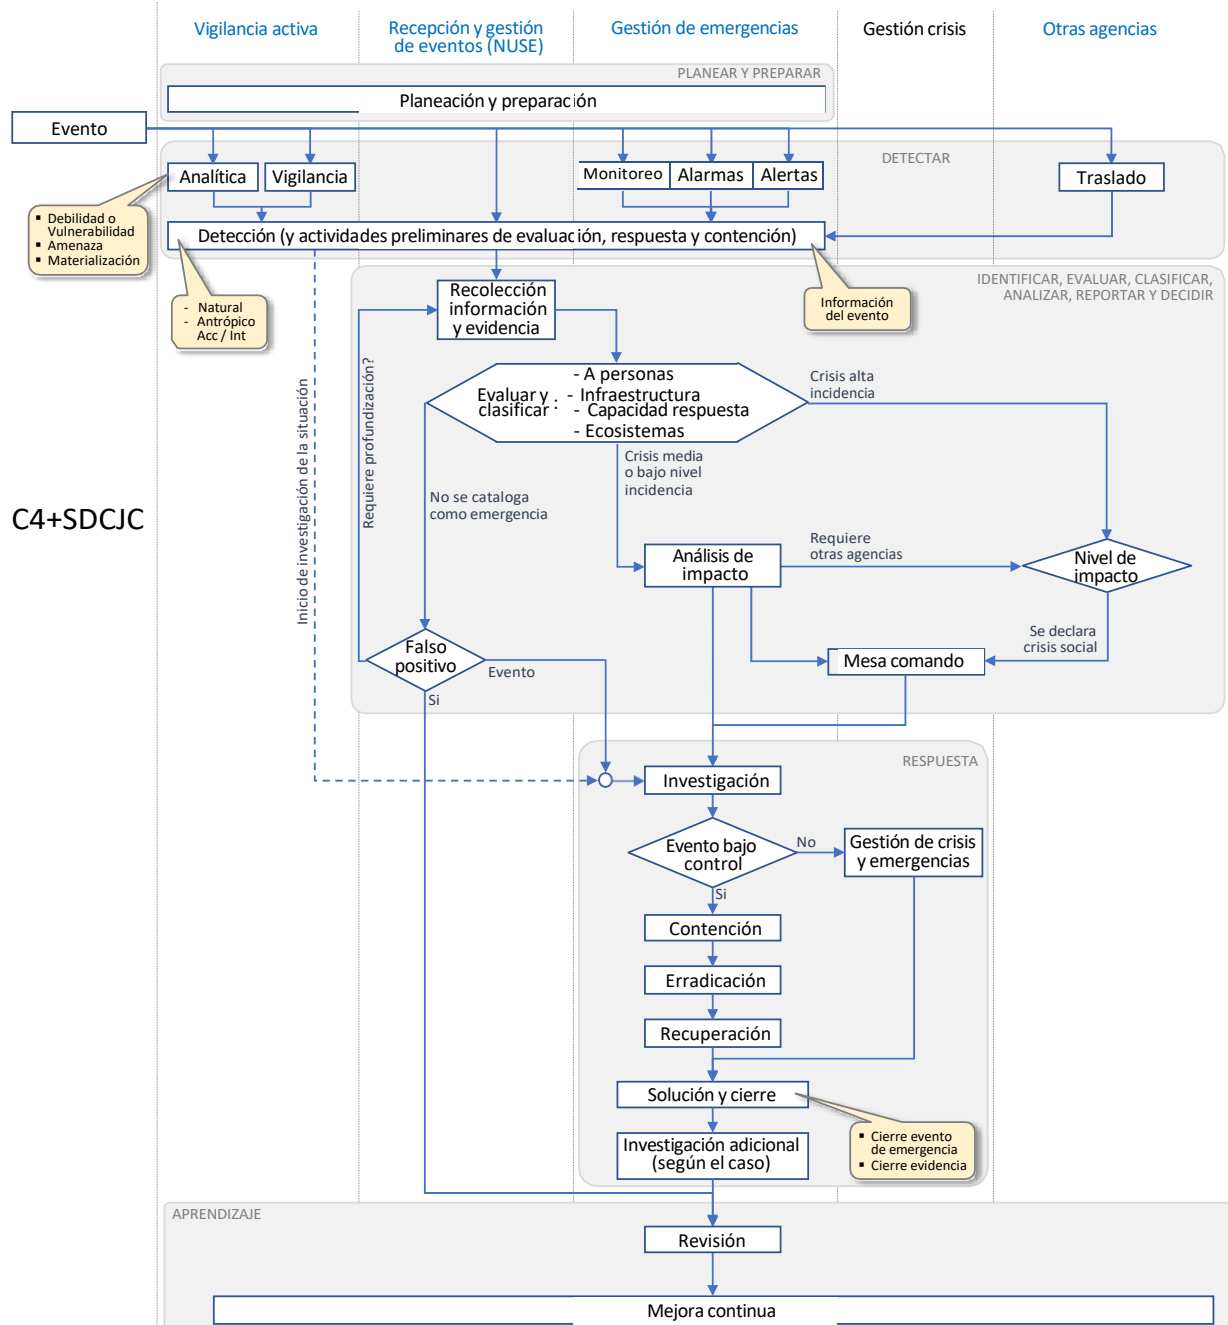 Vigilancia activa
Recepción y gestión
de eventos (NUSE)
Gestión de emergencias
Gestión crisis
Otras agencias
PLANEAR Y PREPARAR
Planeación y preparación
Evento
DETECTAR
Analítica
Vigilancia
Monitoreo
Alarmas
Alertas
Traslado
▪ Debilidad o
Vulnerabilidad
▪ Amenaza
▪ Materialización
Detección (y actividades preliminares de evaluación, respuesta y contención)
- Natural
- Antrópico
Acc / Int
Información
del evento
IDENTIFICAR, EVALUAR, CLASIFICAR,
ANALIZAR, REPORTAR Y DECIDIR
Recolección
información
y evidencia
Requiere profundización?
Inicio de investigación de la situación
Evaluar y
clasificar :
- A personas
- Infraestructura
- Capacidad respuesta
- Ecosistemas
Crisis alta
incidencia
Crisis media
o bajo nivel
incidencia
No se cataloga
como emergencia
C4+SDCJC
Análisis de
impacto
Requiere
otras agencias
Nivel de
impacto
Falso
positivo
Evento
Si
Se declara
crisis social
Mesa comando
RESPUESTA
Investigación
Evento bajo
control
No
Gestión de crisis
y emergencias
Si
Contención
Erradicación
Recuperación
Solución y cierre
▪ Cierre evento
de emergencia
▪ Cierre evidencia
Investigación adicional
(según el caso)
APRENDIZAJE
Revisión
Mejora continua